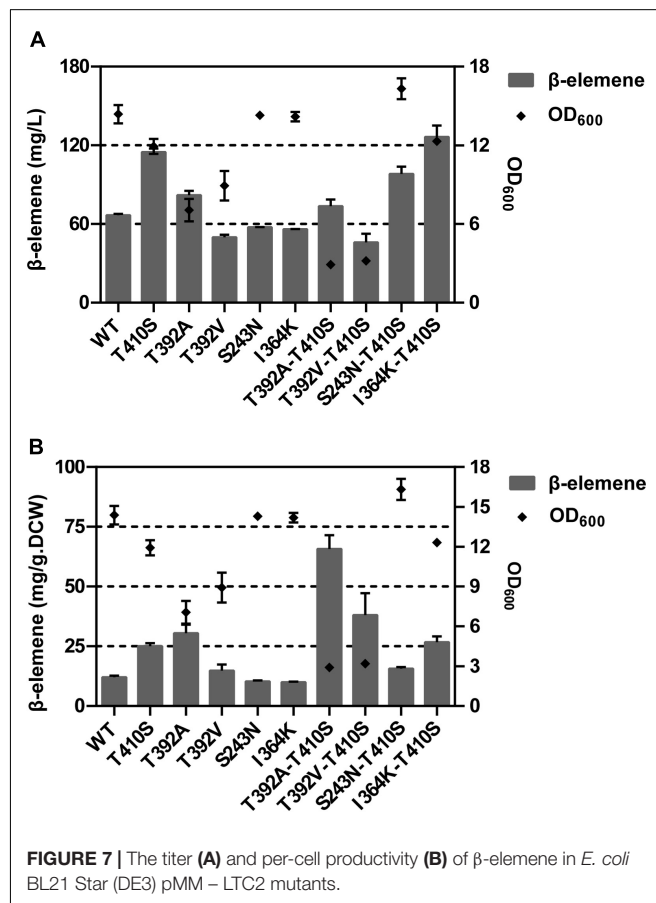 A
β-elemene (mg/L)
180
120
60
0
18
12
6
0
OD600
β-elemene
OD600
WT
T410S
T392A
T392V
S243N
I364K
T392A-T410S
T392V-T410S
S243N-T410S
I364K-T410S
B
β-elemene (mg/g.DCW)
100
75
50
25
0
18
15
12
9
6
3
0
OD600
β-elemene
OD600
WT
T410S
T392A
T392V
S243N
I364K
T392A-T410S
T392V-T410S
S243N-T410S
I364K-T410S
FIGURE 7 | The titer (A) and per-cell productivity (B) of β-elemene in E. coli
BL21 Star (DE3) pMM – LTC2 mutants.